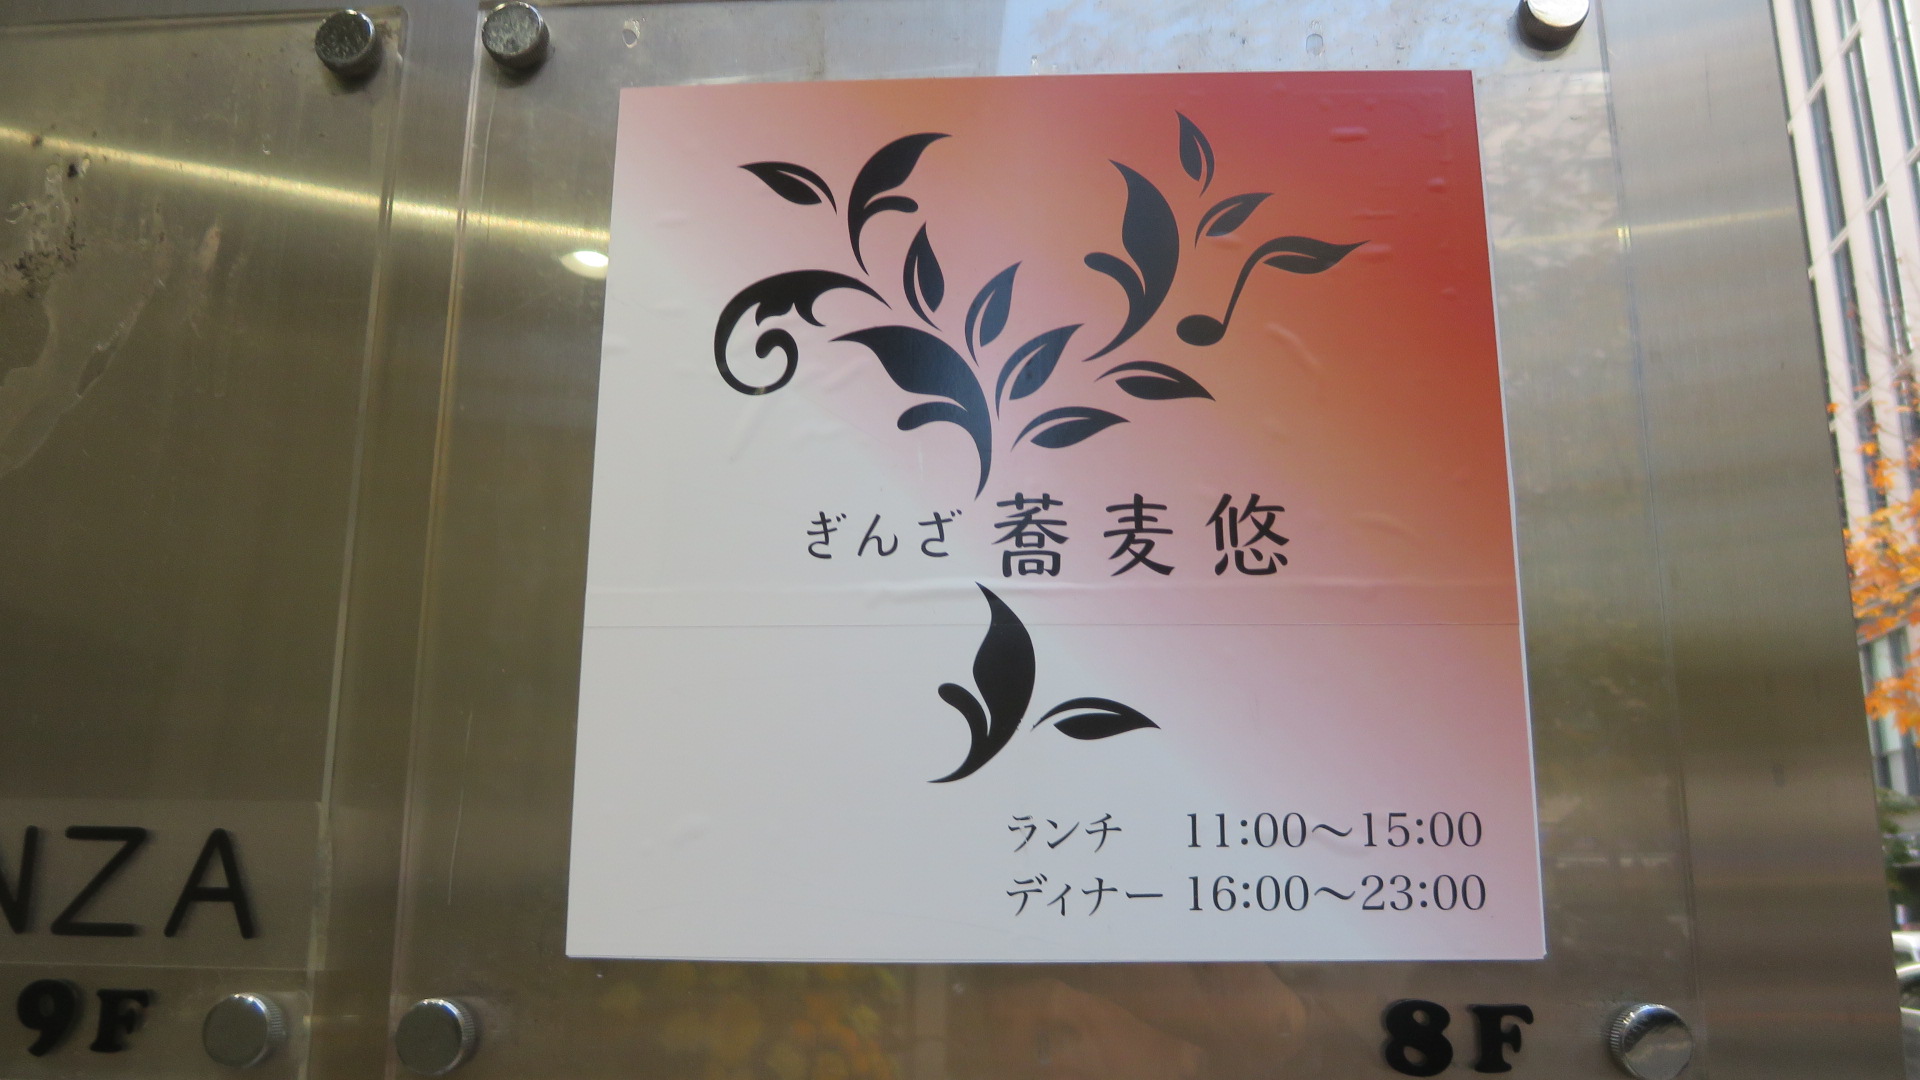 ぎんざ 蕎麦悠
ランチ 11:00～15:00
ディナー 16:00～23:00
NZA
9F
8F